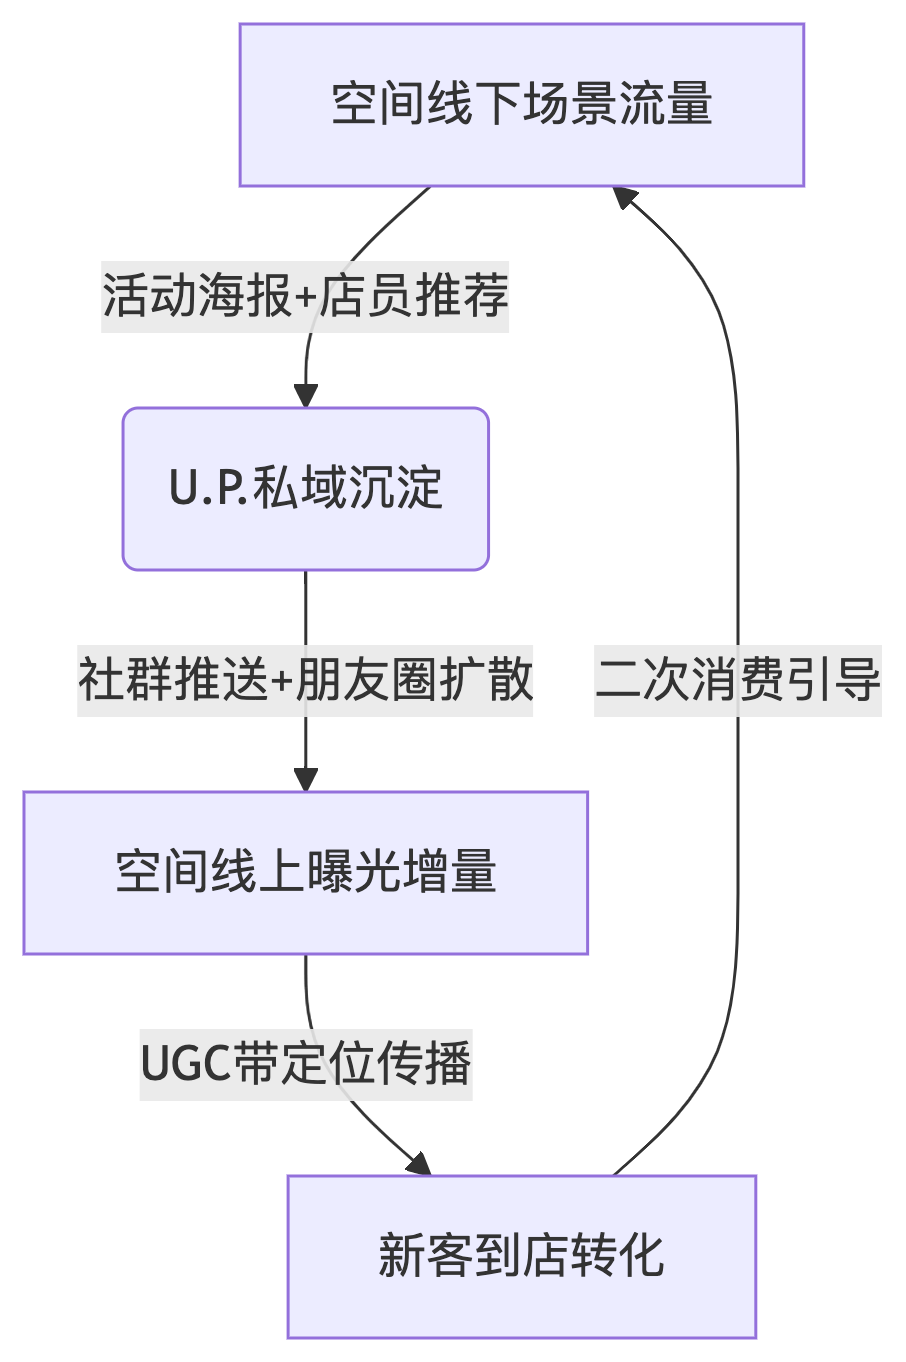 空间线下场景流量
活动海报+店员推荐
U.P.私域沉淀
社群推送+朋友圈扩散
二次消费引导
空间线上曝光增量
UGC带定位传播
新客到店转化